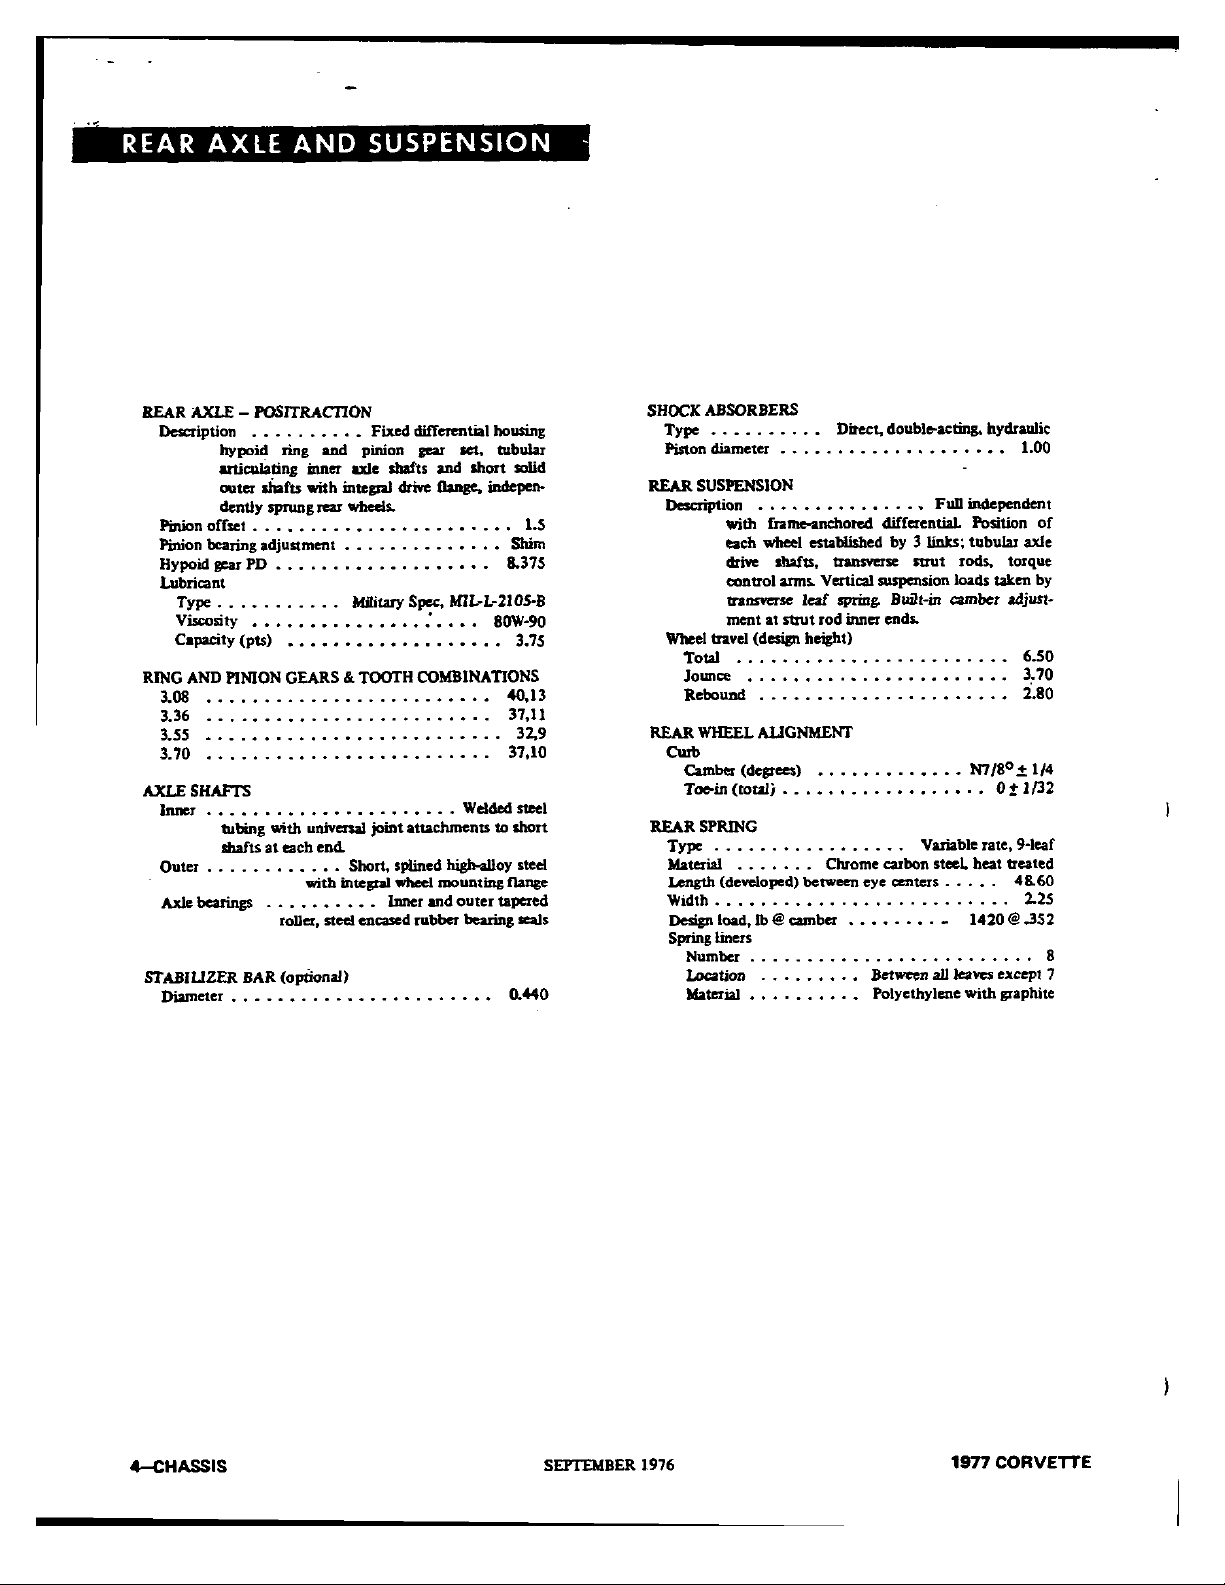 REAR AXLE AND SUSPENSION
REAR AXLE – POSITRACTION
Description . . . . . . . . . . Fixed differential housing
hypoid ring and pinion gear set, tubular
articulating inner axle shafts and short solid
outer shafts with integral drive flange, indepen-
dently sprung rear wheels.
Pinion offset . . . . . . . . . . . . . . . . . . . . . . . 1.5
Pinion bearing adjustment . . . . . . . . . . . . . . Shim
Hypoid gear PD . . . . . . . . . . . . . . . . . . . 8.375
Lubricant
Type . . . . . . . . . . . Military Spec, MIL-L-2105-B
Viscosity . . . . . . . . . . . . . . . . . . . . 80W-90
Capacity (pts) . . . . . . . . . . . . . . . . . . . 3.75
RING AND PINION GEARS & TOOTH COMBINATIONS
3.08 . . . . . . . . . . . . . . . . . . . . . . . . . 40,13
3.36 . . . . . . . . . . . . . . . . . . . . . . . . . 37,11
3.55 . . . . . . . . . . . . . . . . . . . . . . . . . . 32,9
3.70 . . . . . . . . . . . . . . . . . . . . . . . . . 37,10
AXLE SHAFTS
Inner . . . . . . . . . . . . . . . . . . . . . . Welded steel
tubing with universal joint attachments to short
shafts at each end.
Outer . . . . . . . . . . . . Short, splined high-alloy steel
with integral wheel mounting flange
Axle bearings . . . . . . . . . . Inner and outer tapered
roller, steel encased rubber bearing seals
STABILIZER BAR (optional)
Diameter . . . . . . . . . . . . . . . . . . . . . . . 0.440
SHOCK ABSORBERS
Type . . . . . . . . . . Direct, double-acting, hydraulic
Piston diameter . . . . . . . . . . . . . . . . . . . . 1.00
REAR SUSPENSION
Description . . . . . . . . . . . . . . . Full independent
with frame-anchored differential. Position of
each wheel established by 3 links; tubular axle
drive shafts, transverse strut rods, torque
control arms. Vertical suspension loads taken by
transverse leaf spring. Built-in camber adjust-
ment at strut rod inner ends.
Wheel travel (design height)
Total . . . . . . . . . . . . . . . . . . . . . . . . 6.50
Jounce . . . . . . . . . . . . . . . . . . . . . . . 3.70
Rebound . . . . . . . . . . . . . . . . . . . . . . 2.80
REAR WHEEL ALIGNMENT
Curb
Camber (degrees) . . . . . . . . . . . . . N7/8° ± 1/4
Toe-in (total) . . . . . . . . . . . . . . . . . . 0 ± 1/32
REAR SPRING
Type . . . . . . . . . . . . . . . . . Variable rate, 9-leaf
Material . . . . . . . Chrome carbon steel, heat treated
Length (developed) between eye centers . . . . . 48.60
Width . . . . . . . . . . . . . . . . . . . . . . . . . . 2.25
Design load, lb @ camber . . . . . . . . . 1420 @ .352
Spring liners
Number . . . . . . . . . . . . . . . . . . . . . . . . . 8
Location . . . . . . . . . Between all leaves except 7
Material . . . . . . . . . . Polyethylene with graphite
4—CHASSIS
SEPTEMBER 1976
1977 CORVETTE